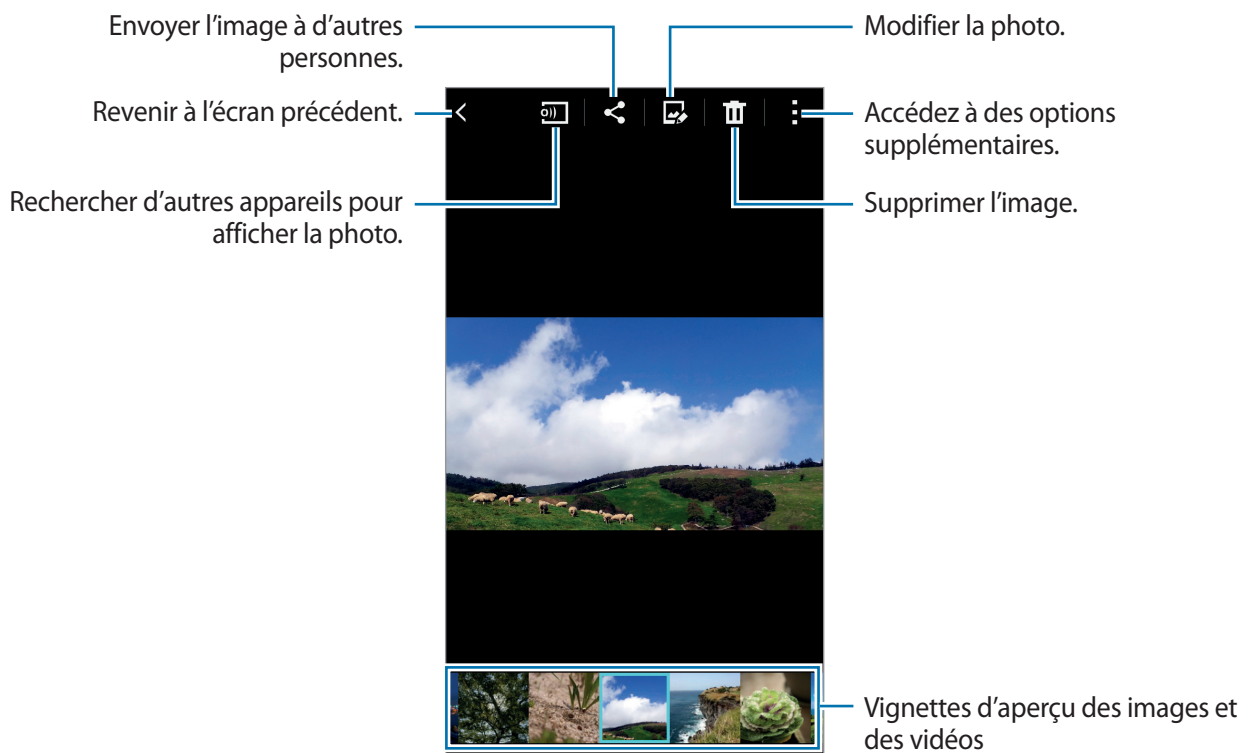 Envoyer l’image à d’autres
personnes.
Modifier la photo.
Revenir à l’écran précédent.
Accédez à des options
supplémentaires.
Rechercher d’autres appareils pour
afficher la photo.
Supprimer l’image.
Vignettes d’aperçu des images et
des vidéos